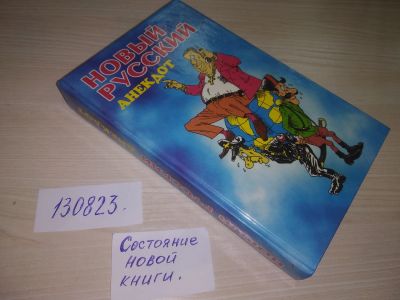 НОВЫЙ
РУССКИЙ
АНЕКДОТ
130823.
Состояние
новой
книги.